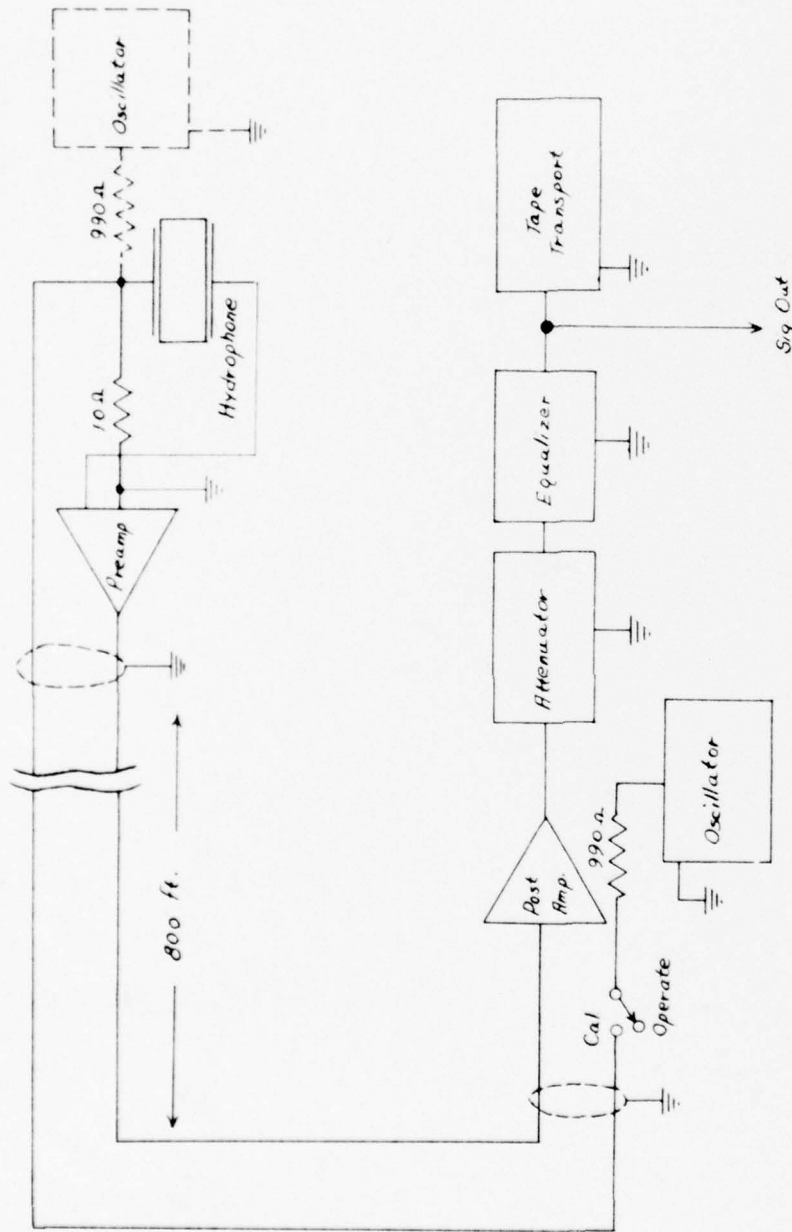 Oscillator
990 Ω
Hydrophone
10 Ω
Preamp
800 ft.
Tape
Transport
Sig Out
Equalizer
Attenuator
Post
Amp.
990 Ω
Oscillator
Cal
Operate